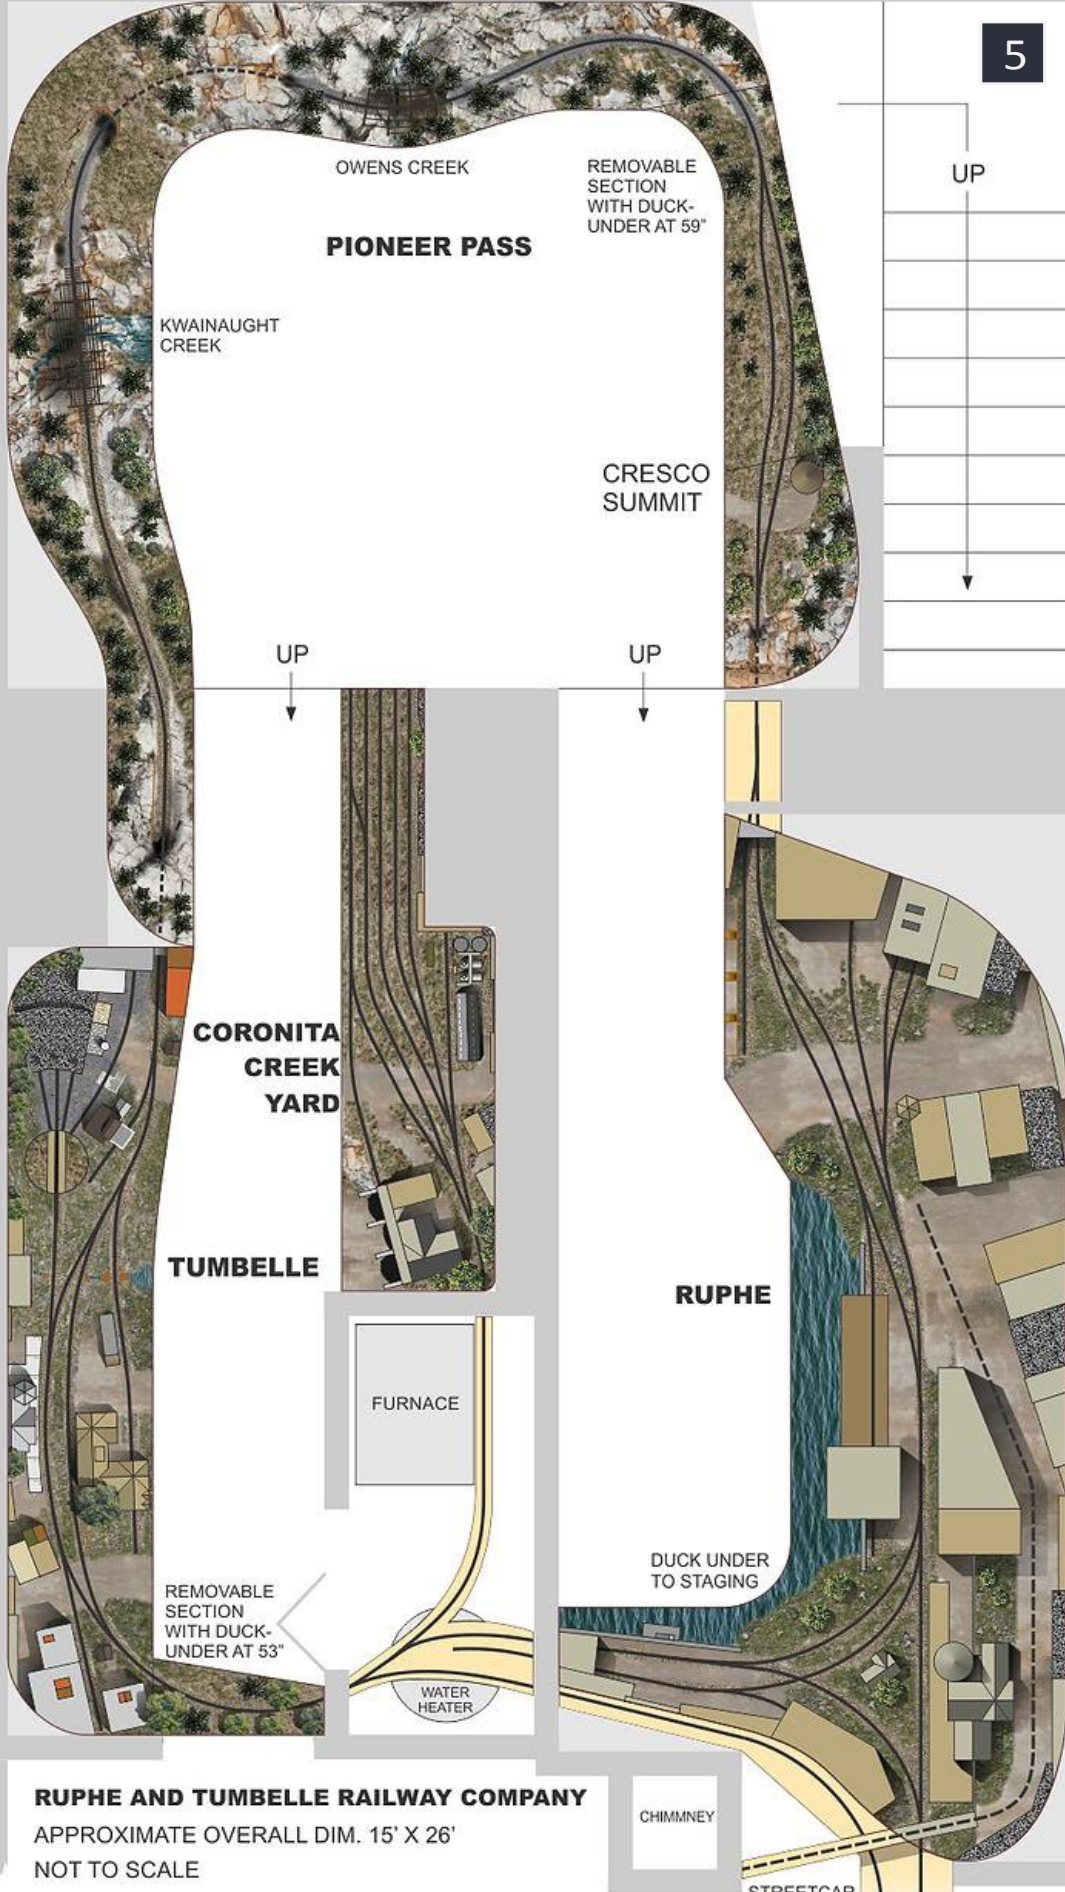 5
UP
OWENS CREEK
REMOVABLE
SECTION
WITH DUCK-
UNDER AT 59"
PIONEER PASS
KWAINAUGHT
CREEK
CRESCO
SUMMIT
UP
UP
CORONITA
CREEK
YARD
TUMBELLE
RUPHE
FURNACE
DUCK UNDER
TO STAGING
REMOVABLE
SECTION
WITH DUCK-
UNDER AT 53"
WATER
HEATER
RUPHE AND TUMBELLE RAILWAY COMPANY
APPROXIMATE OVERALL DIM. 15' X 26'
NOT TO SCALE
CHIMMNEY
STREETCAR